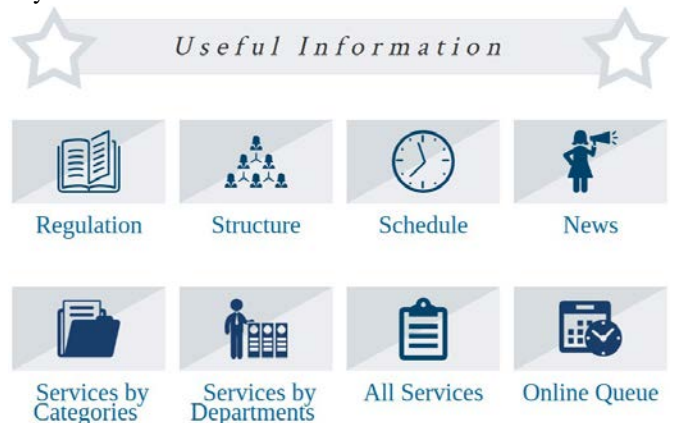 Useful Information
Regulation
Structure
Schedule
News
Services by
Categories
Services by
Departments
All Services
Online Queue